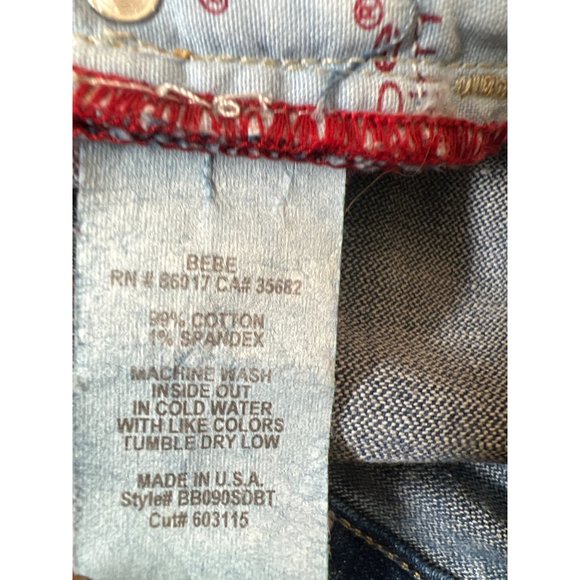 BEBE
RN # 86017 CA# 35682
99% COTTON
1% SPANDEX
MACHINE WASH
INSIDE OUT
IN COLD WATER
WITH LIKE COLORS
TUMBLE DRY LOW
MADE IN U.S.A.
Style# BB090SDBT
Cut# 603115